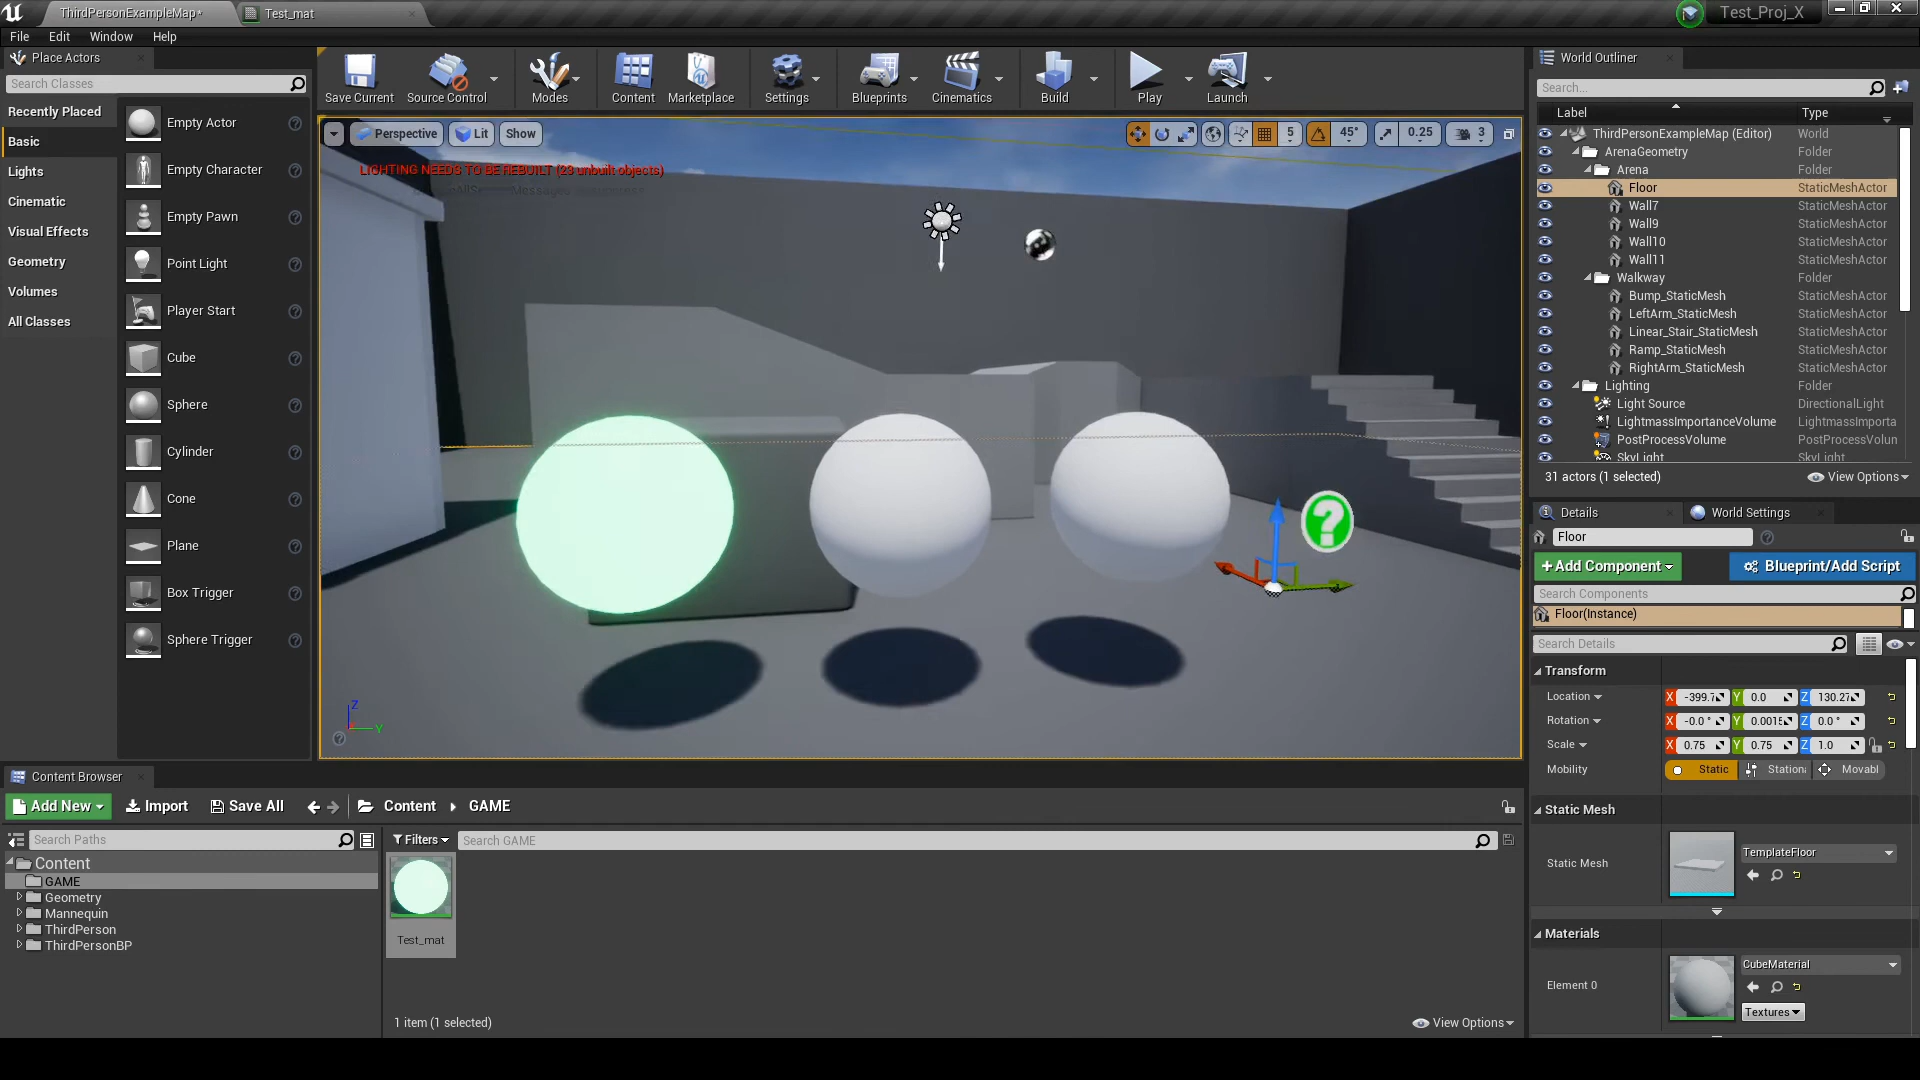 ThirdPersonExampleMap*
Test_mat
Test_Proj_X
File Edit Window Help
Place Actors
Search Classes
Recently Placed
Basic
Lights
Cinematic
Visual Effects
Geometry
Volumes
All Classes
Empty Actor
Empty Character
Empty Pawn
Point Light
Player Start
Cube
Sphere
Cylinder
Cone
Plane
Box Trigger
Sphere Trigger
Save Current
Source Control
Modes
Content
Marketplace
Settings
Blueprints
Cinematics
Build
Play
Launch
Perspective
Lit
Show
5
45°
0.25
3
LIGHTING NEEDS TO BE REBUILT (23 unbuilt objects)
Z
Y
World Outliner
Search...
Label Type
ThirdPersonExampleMap (Editor) World
ArenaGeometry Folder
Arena Folder
Floor StaticMeshActor
Wall7 StaticMeshActor
Wall9 StaticMeshActor
Wall10 StaticMeshActor
Wall11 StaticMeshActor
Walkway Folder
Bump_StaticMesh StaticMeshActor
LeftArm_StaticMesh StaticMeshActor
Linear_Stair_StaticMesh StaticMeshActor
Ramp_StaticMesh StaticMeshActor
RightArm_StaticMesh StaticMeshActor
Lighting Folder
Light Source DirectionalLight
LightmassImportanceVolume LightmassImporta
PostProcessVolume PostProcessVolun
SkyLight SkyLight
31 actors (1 selected)
View Options
Details
World Settings
Floor
+Add Component
Blueprint/Add Script
Search Components
Floor(Instance)
Search Details
Transform
Location X -399.7 Y 0.0 Z 130.27
Rotation X -0.0 ° Y 0.0015 Z 0.0 °
Scale X 0.75 Y 0.75 Z 1.0
Mobility Static Station Movabl
Static Mesh
Static Mesh
TemplateFloor
Materials
Element 0
CubeMaterial
Textures
Content Browser
Add New
Import
Save All
Content
GAME
Search Paths
Filters
Search GAME
Content
GAME
Geometry
Mannequin
ThirdPerson
ThirdPersonBP
Test_mat
1 item (1 selected)
View Options